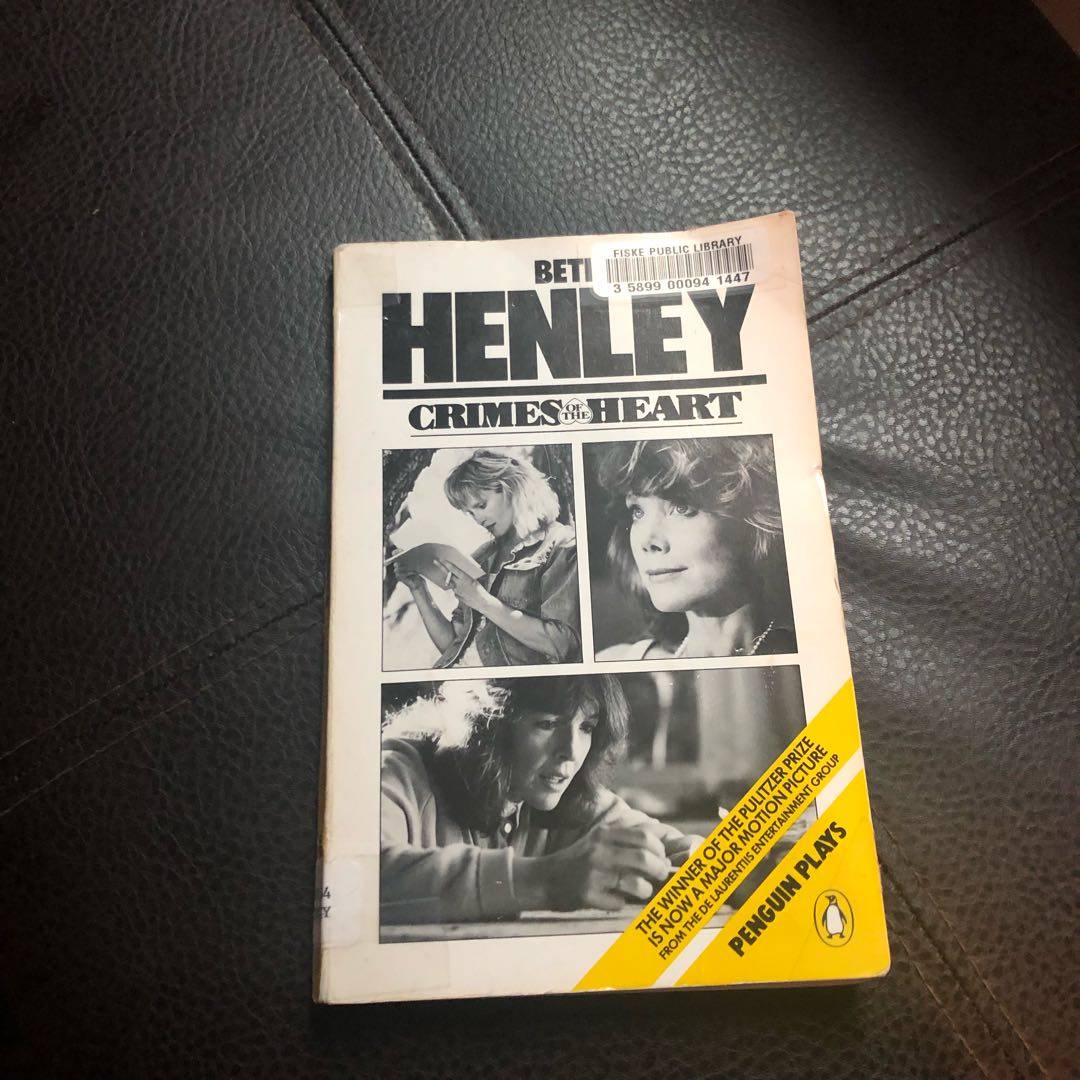 FISKE PUBLIC LIBRARY
3 5899 00094 1447
HENLEY
CRIMES OF THE HEART
THE WINNER OF THE PULITZER PRIZE
IS NOW A MAJOR MOTION PICTURE
FROM THE DE LAURENTIIS ENTERTAINMENT GROUP
PENGUIN PLAYS
4
Y